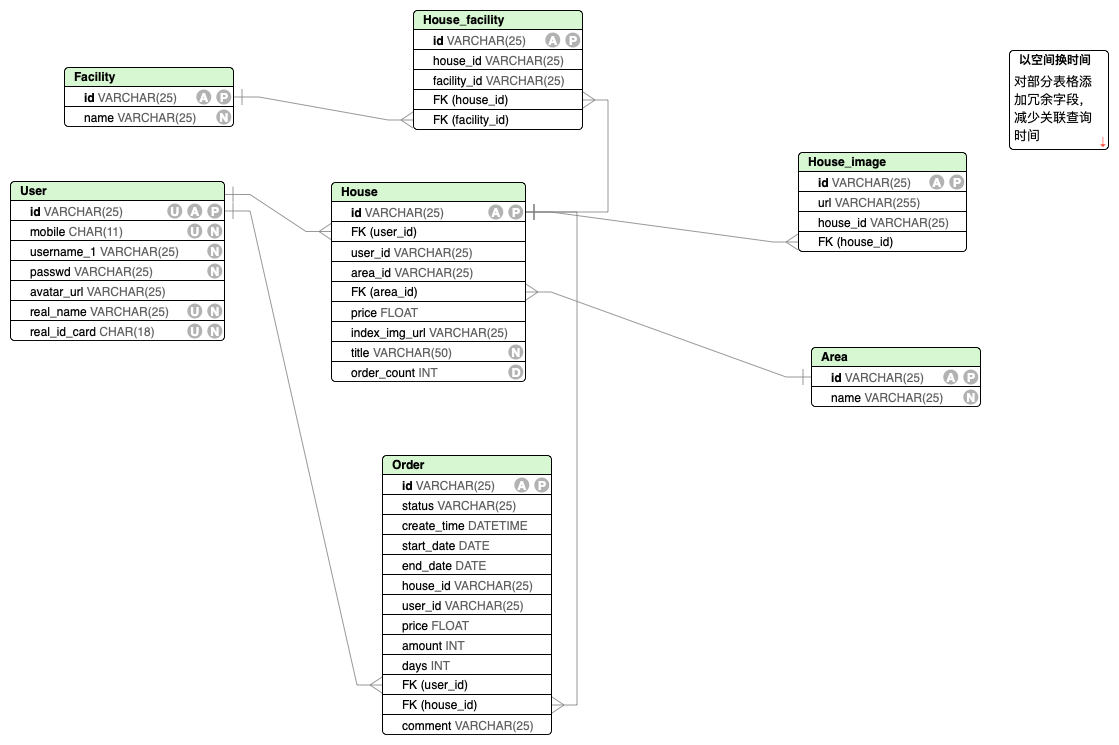 House_facility
id VARCHAR(25) A P
house_id VARCHAR(25)
facility_id VARCHAR(25)
FK (house_id)
FK (facility_id)
Facility
id VARCHAR(25) A P
name VARCHAR(25) N
以空间换时间
对部分表格添
加冗余字段，
减少关联查询
时间
House_image
id VARCHAR(25) A P
url VARCHAR(255)
house_id VARCHAR(25)
FK (house_id)
User
id VARCHAR(25) U A P
mobile CHAR(11) U N
username_1 VARCHAR(25) N
passwd VARCHAR(25) N
avatar_url VARCHAR(25)
real_name VARCHAR(25) U N
real_id_card CHAR(18) U N
House
id VARCHAR(25) A P
FK (user_id)
user_id VARCHAR(25)
area_id VARCHAR(25)
FK (area_id)
price FLOAT
index_img_url VARCHAR(25)
title VARCHAR(50) N
order_count INT D
Area
id VARCHAR(25) A P
name VARCHAR(25) N
Order
id VARCHAR(25) A P
status VARCHAR(25)
create_time DATETIME
start_date DATE
end_date DATE
house_id VARCHAR(25)
user_id VARCHAR(25)
price FLOAT
amount INT
days INT
FK (user_id)
FK (house_id)
comment VARCHAR(25)